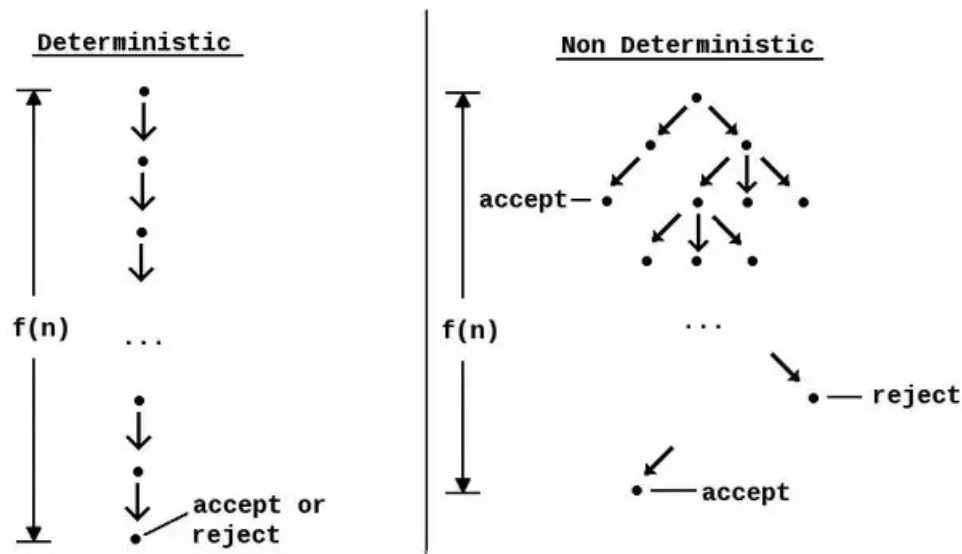 Deterministic
f(n)
...
accept or
reject
Non Deterministic
accept
f(n)
...
reject
accept